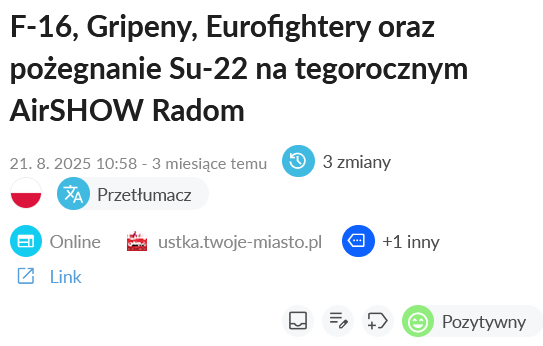 F-16, Gripeny, Eurofightery oraz
pożegnanie Su-22 na tegorocznym
AirSHOW Radom
21. 8. 2025 10:58 - 3 miesiące temu 3 zmiany
Przetłumacz
Online ustka.twoje-miasto.pl +1 inny
Link
Pozytywny